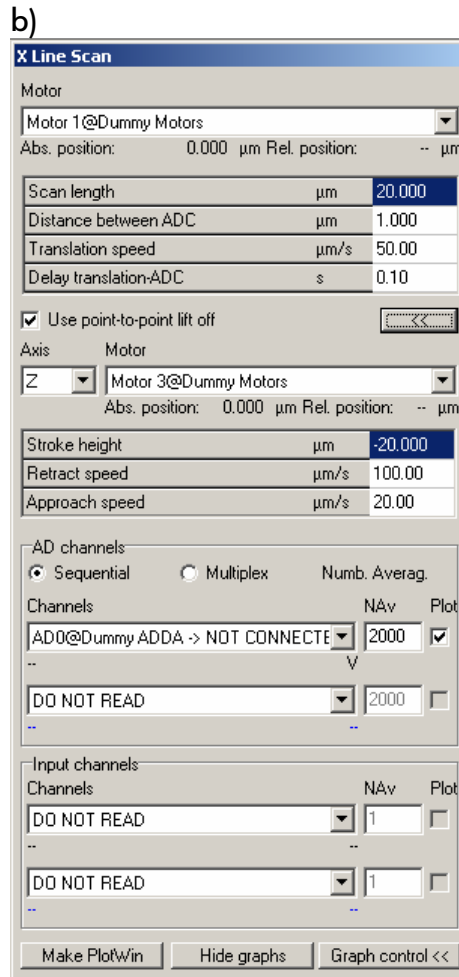 b)
X Line Scan
Motor
Motor 1@Dummy Motors
Abs. position: 0.000 µm Rel. position: -- µm
Scan length µm 20.000
Distance between ADC µm 1.000
Translation speed µm/s 50.00
Delay translation-ADC s 0.10
Use point-to-point lift off <<
Axis Motor
Z Motor 3@Dummy Motors
Abs. position: 0.000 µm Rel. position: -- µm
Stroke height µm -20.000
Retract speed µm/s 100.00
Approach speed µm/s 20.00
AD channels
Sequential Multiplex Numb. Averag.
Channels NAv Plot
AD0@Dummy ADDA -> NOT CONNECTE 2000
-- V
DO NOT READ 2000
-- --
Input channels
Channels NAv Plot
DO NOT READ 1
-- --
DO NOT READ 1
-- --
Make PlotWin Hide graphs Graph control <<